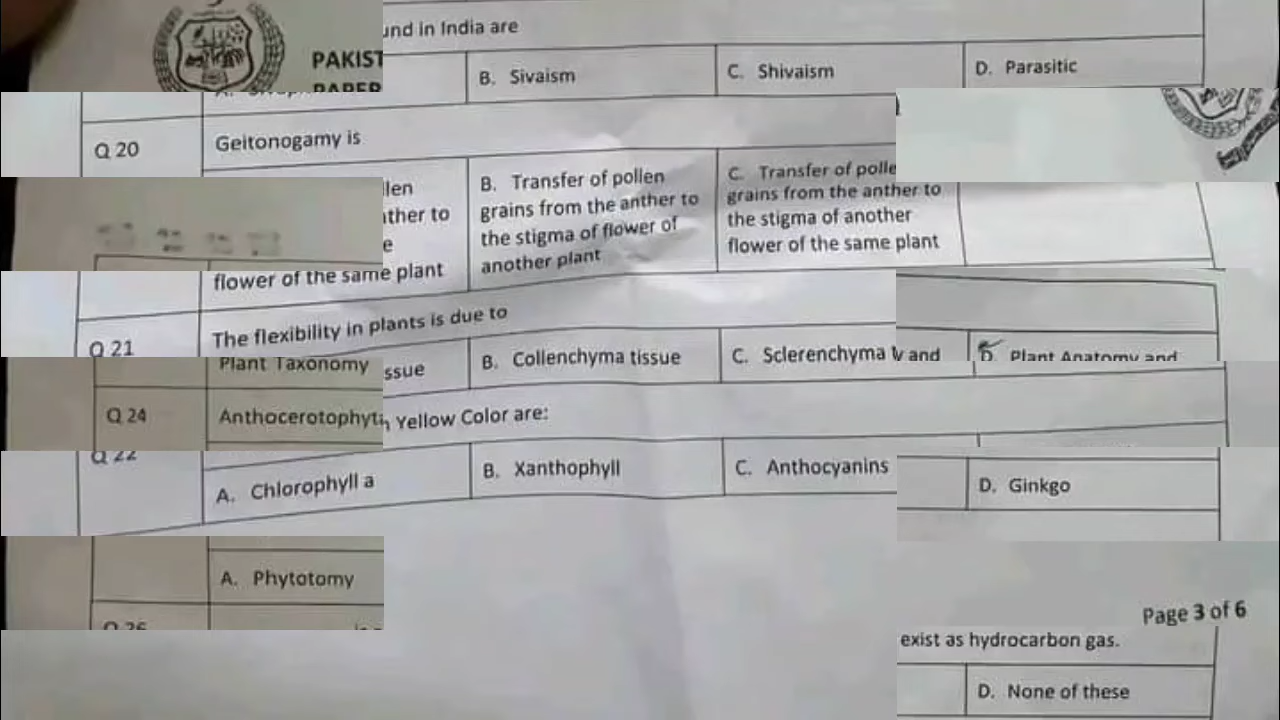 und in India are
PAKIST
PAPER
B. Sivaism
C. Shivaism
D. Parasitic
Q 20
Geitonogamy is
llen
ther to
e
flower of the same plant
B. Transfer of pollen
grains from the anther to
the stigma of flower of
another plant
C. Transfer of polle
grains from the anther to
the stigma of another
flower of the same plant
Q 21
The flexibility in plants is due to
Plant Taxonomy
ssue
B. Collenchyma tissue
C. Sclerenchyma
and
D. Plant Anatomy and
Q 24
Anthocerotophyt
Yellow Color are:
Q 22
A. Chlorophyll a
B. Xanthophyll
C. Anthocyanins
D. Ginkgo
A. Phytotomy
Q 26
Page 3 of 6
exist as hydrocarbon gas.
D. None of these